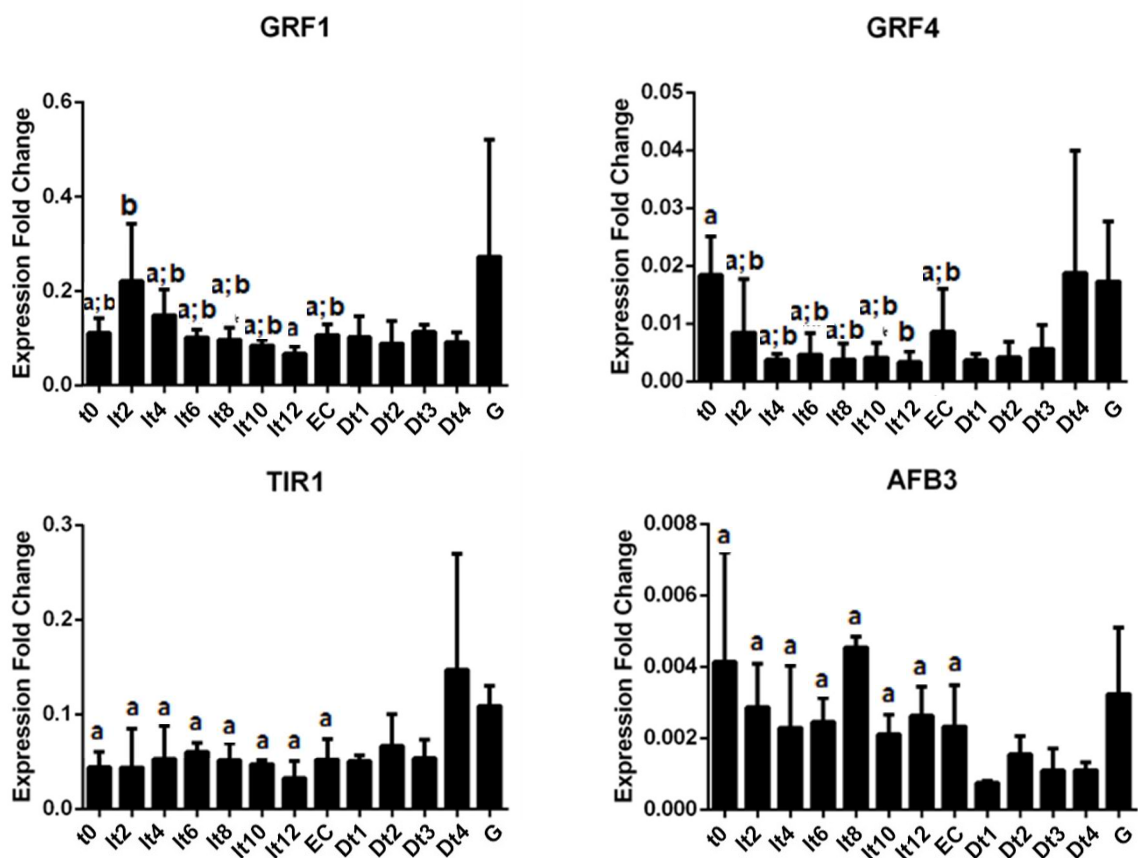 GRF1
Expression Fold Change
0.6
0.4
0.2
0.0
a;b
b
a;b
a;b
a;b
a;b
a
a;b
t0
It2
It4
It6
It8
It10
It12
EC
Dt1
Dt2
Dt3
Dt4
G
GRF4
Expression Fold Change
0.05
0.04
0.03
0.02
0.01
0.00
a
a;b
a;b
a;b
a;b
a;b
b
a;b
t0
It2
It4
It6
It8
It10
It12
EC
Dt1
Dt2
Dt3
Dt4
G
TIR1
Expression Fold Change
0.3
0.2
0.1
0.0
a
a
a
a
a
a
a
a
t0
It2
It4
It6
It8
It10
It12
EC
Dt1
Dt2
Dt3
Dt4
G
AFB3
Expression Fold Change
0.008
0.006
0.004
0.002
0.000
a
a
a
a
a
a
a
a
t0
It2
It4
It6
It8
It10
It12
EC
Dt1
Dt2
Dt3
Dt4
G